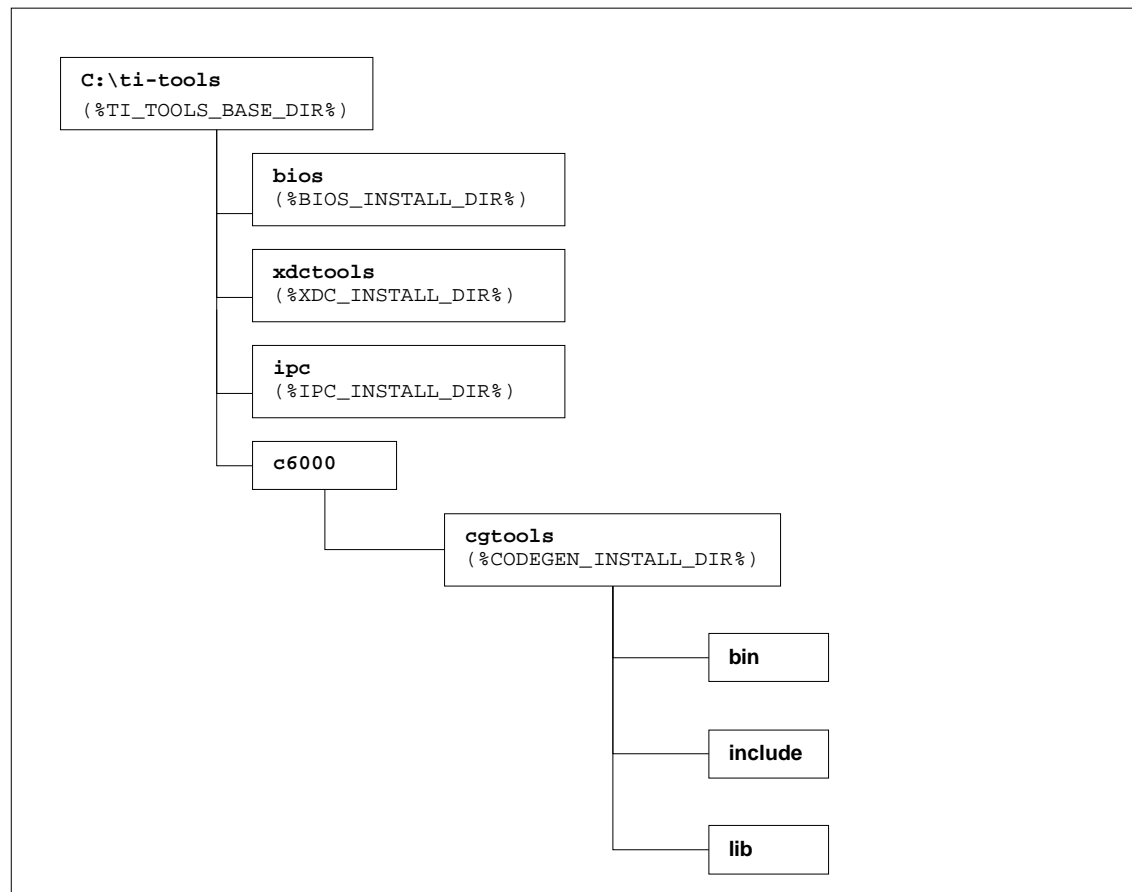 C:\ti-tools
(%TI_TOOLS_BASE_DIR%)
bios
(%BIOS_INSTALL_DIR%)
xdctools
(%XDC_INSTALL_DIR%)
ipc
(%IPC_INSTALL_DIR%)
c6000
cgtools
(%CODEGEN_INSTALL_DIR%)
bin
include
lib